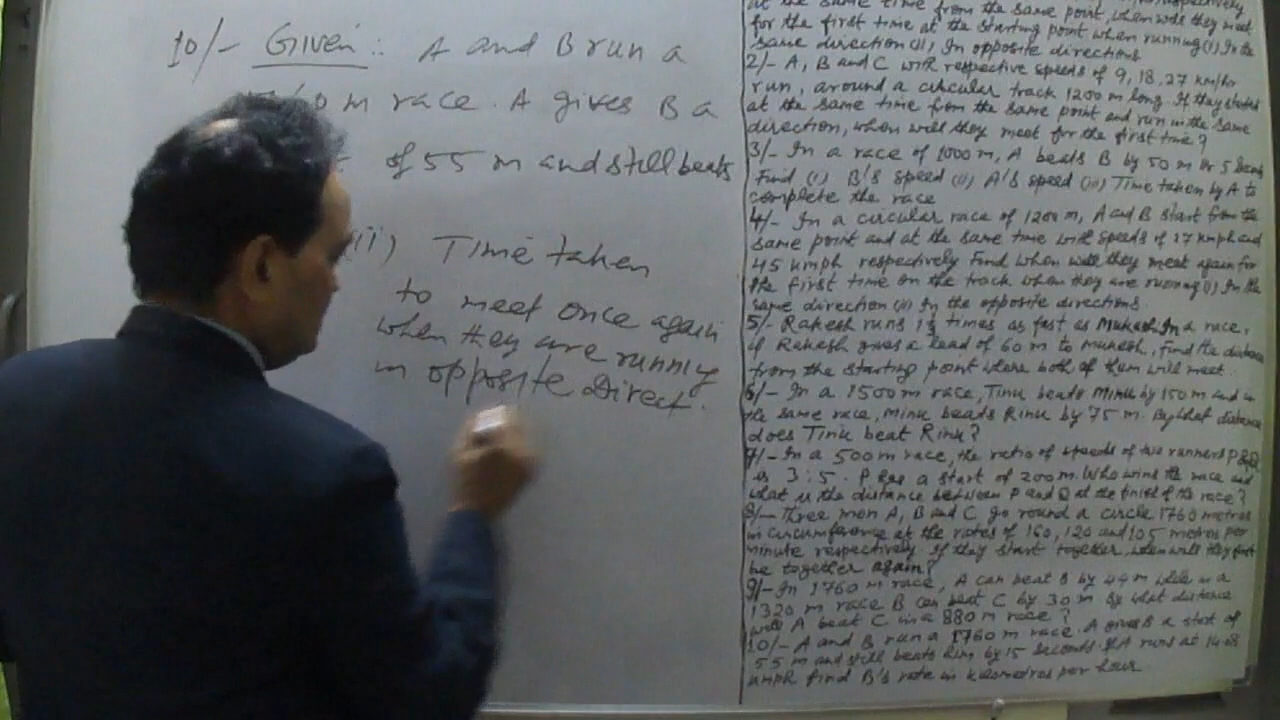 10/- Given : A and B run a
m race. A gives B a
of 55 m and still beats
(ii) Time taken
to meet once again
when they are running
in opposite Direct.
at the same time from the same point, when will they meet
for the first time at the starting point when running (i) In the
same direction (ii) In opposite directions
2/- A, B and C with respective speeds of 9, 18, 27 km/hr
run, around a circular track 1200 m long. If they started
at the same time from the same point and run in the same
direction, when will they meet for the first time?
3/- In a race of 1000 m, A beats B by 50 m or 5
Find (i) B's speed (ii) A's speed (iii) Time taken by A to
complete the race
4/- In a circular race of 1200 m, A and B start from the
same point and at the same time with speeds of 27 kmph and
45 kmph respectively Find when will they meet again for
the first time on the track when they are running (i) In the
same direction (ii) In the opposite directions.
5/- Rakesh runs times as fast as Mukesh. In a race,
if Rakesh gives a lead of 60 m to Mukesh, find the distance
from the starting point where both of them will meet.
6/- In a 1500 m race, Tinu beats Minu by 150 m and in
the same race, Minu beats Rinu by 75 m. By what distance
does Tinu beat Rinu?
7/- In a 500 m race, the ratio of speeds of two runners P & Q
is 3:5. P has a start of 200 m. Who wins the race and
what is the distance between P and Q at the finish of the race?
8/- Three men A, B and C go round a circle 1760 metres
in circumference at the rates of 160, 120 and 105 metres per
minute respectively If they start together, when will they first
be together again?
9/- In 1760 m race, A can beat B by 44 m while in a
1320 m race B can beat C by 30 m By what distance
will A beat C in a 880 m race?
10/- A and B run a 1760 m race. A gives B a start of
55 m and still beats him by 15 seconds. If A runs at
kmph find B's rate in kilometres per hour